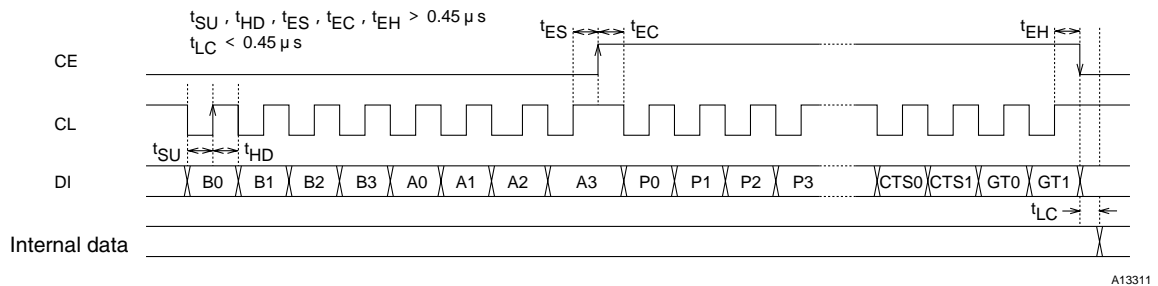 tSU , tHD , tES , tEC , tEH > 0.45 μ s
tLC < 0.45 μ s
tES tEC tEH
CE
CL
tSU tHD
DI B0 B1 B2 B3 A0 A1 A2 A3 P0 P1 P2 P3 CTS0 CTS1 GT0 GT1
tLC
Internal data
A13311